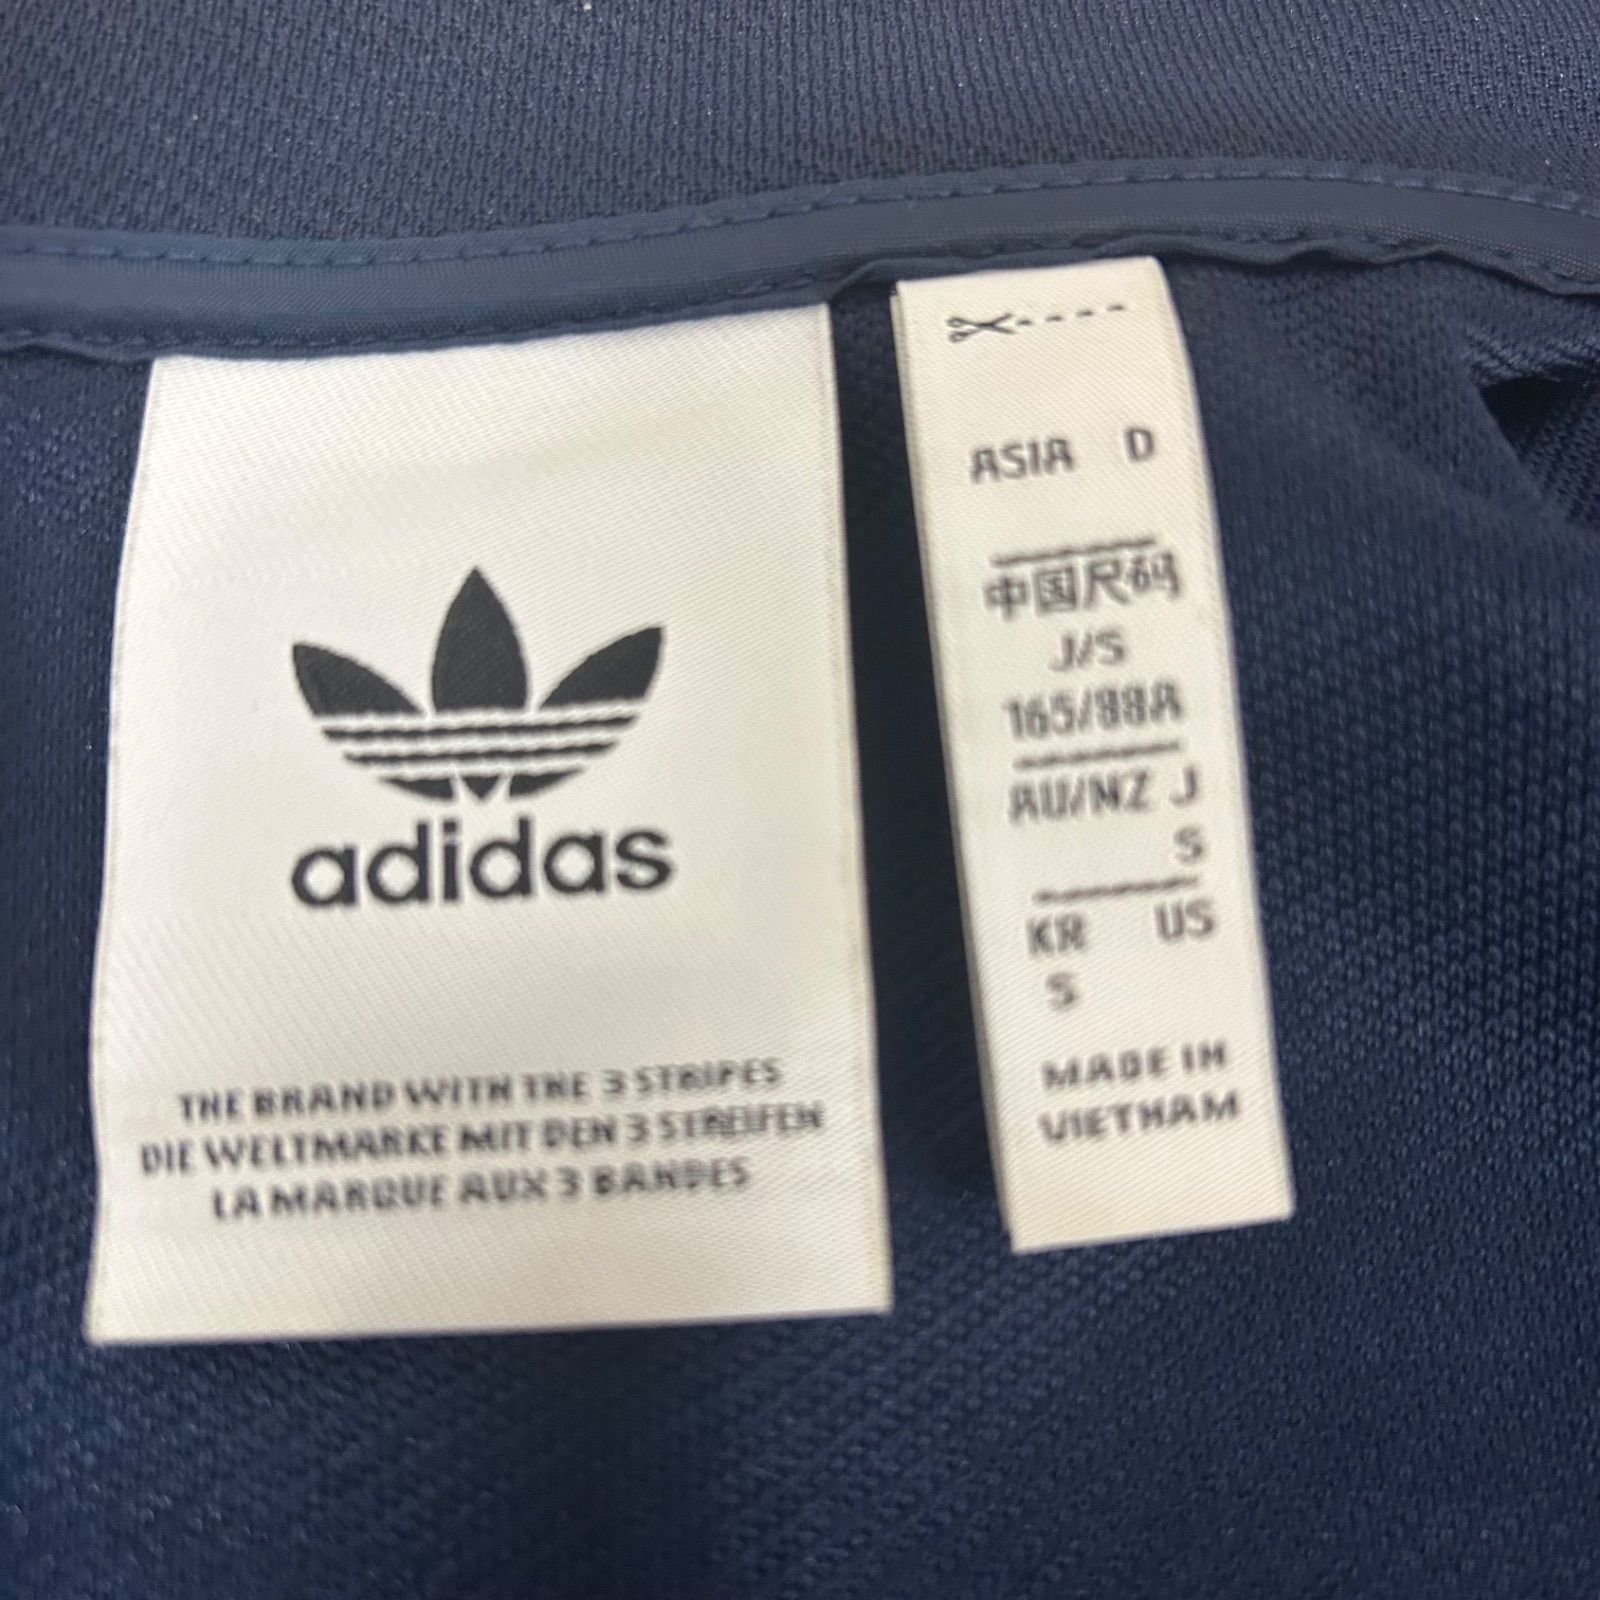 adidas
THE BRAND WITH THE 3 STRIPES
DIE WELTMARKE MIT DEN 3 STREIFEN
LA MARQUE AUX 3 BANDES
ASIA D
中国尺码
J/S
165/88A
AU/NZ J
S
KR US
S
MADE IN
VIETNAM